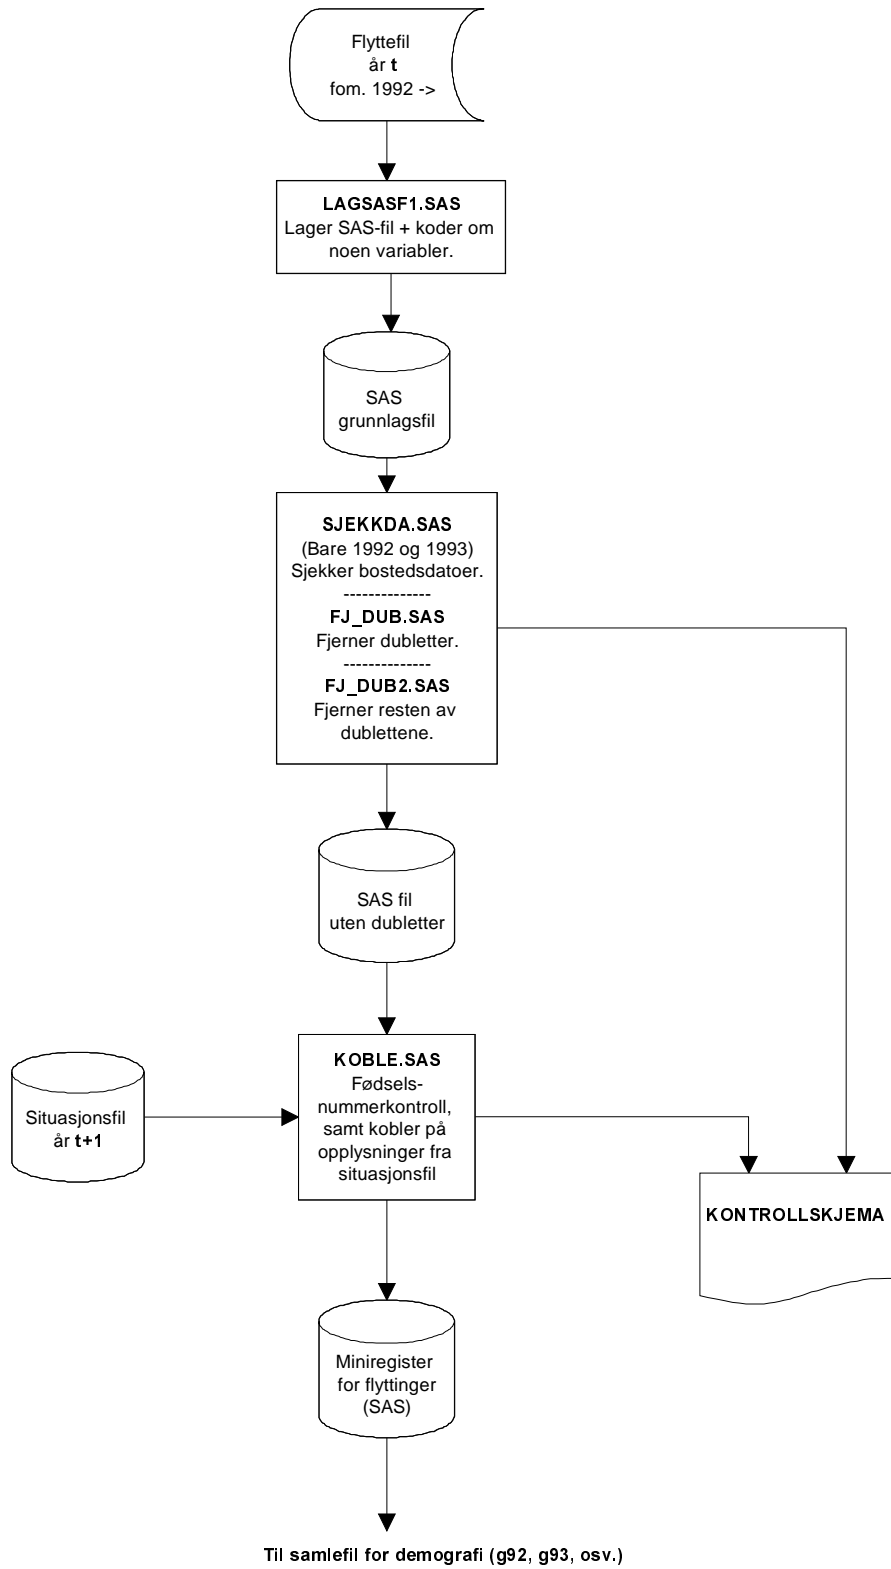 Flyttefil
år t
fom. 1992 ->
LAGSASF1.SAS
Lager SAS-fil + koder om
noen variabler.
SAS
grunnlagsfil
SJEKKDA.SAS
(Bare 1992 og 1993)
Sjekker bostedsdatoer.
--------------
FJ_DUB.SAS
Fjerner dubletter.
--------------
FJ_DUB2.SAS
Fjerner resten av
dublettene.
SAS fil
uten dubletter
Situasjonsfil
år t+1
KOBLE.SAS
Fødsels-
nummerkontroll,
samt kobler på
opplysninger fra
situasjonsfil
KONTROLLSKJEMA
Miniregister
for flyttinger
(SAS)
Til samlefil for demografi (g92, g93, osv.)